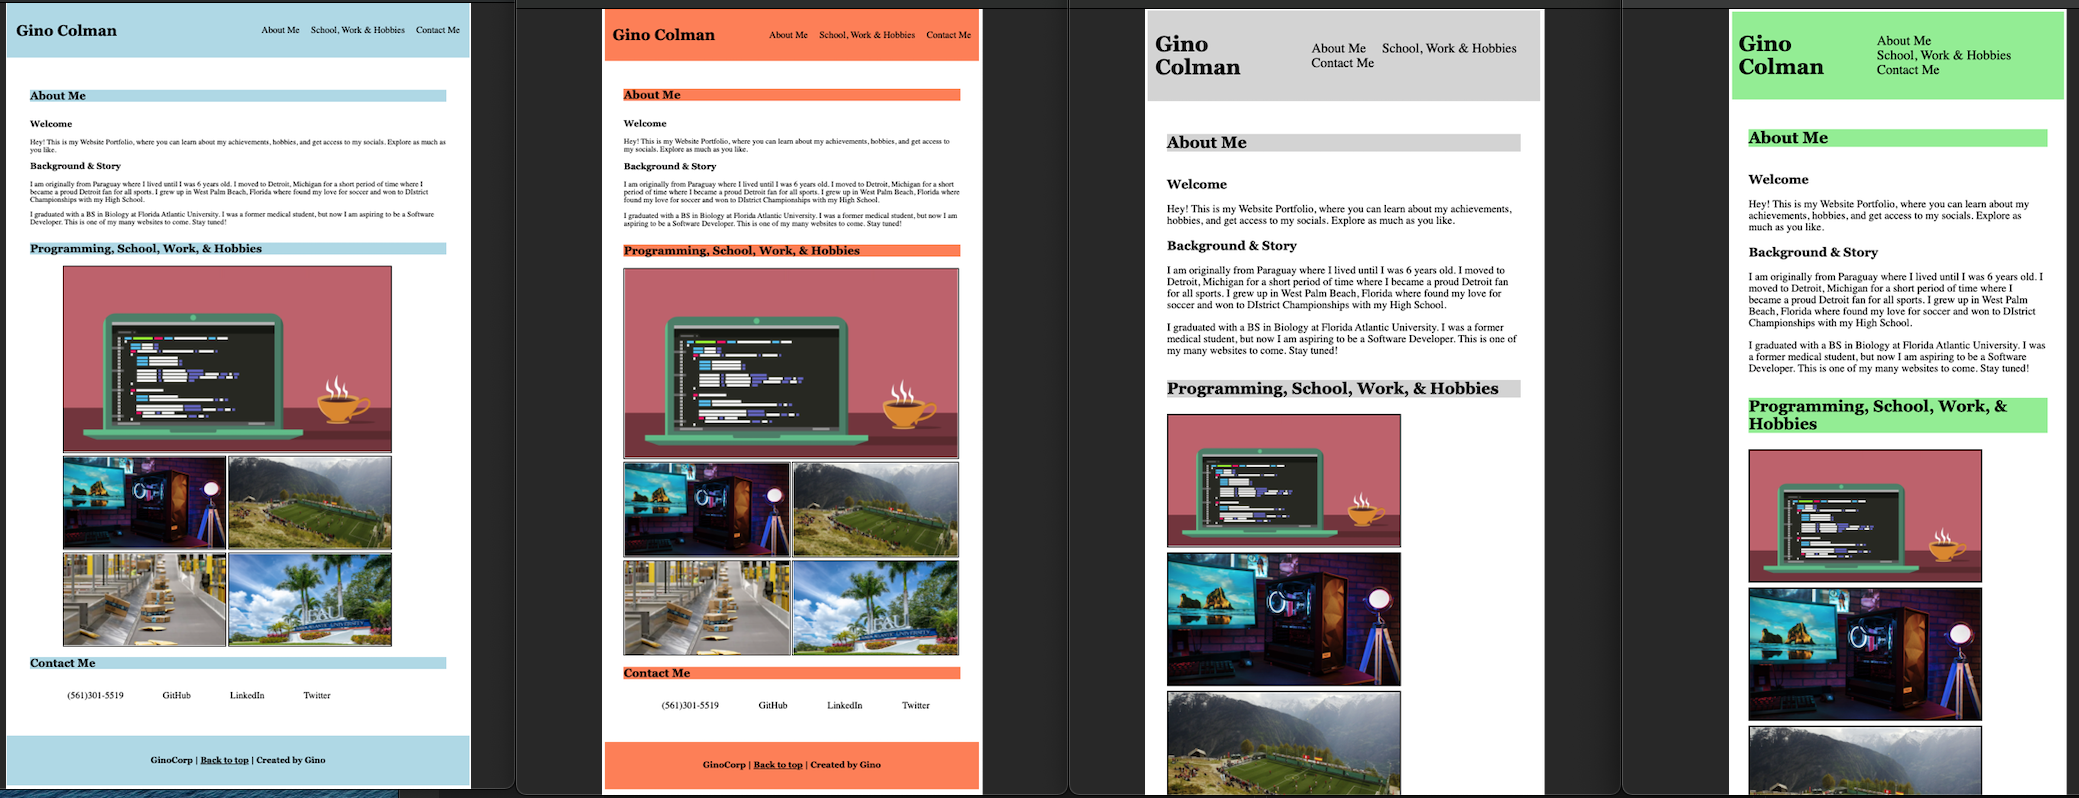 Gino Colman
About Me School, Work & Hobbies Contact Me
About Me
Welcome
Hey! This is my Website Portfolio, where you can learn about my achievements, hobbies, and get access to my socials. Explore as much as
you like.
Background & Story
I am originally from Paraguay where I lived until I was 6 years old. I moved to Detroit, Michigan for a short period of time where I
became a proud Detroit fan for all sports. I grew up in West Palm Beach, Florida where found my love for soccer and won to DIstrict
Championships with my High School.
I graduated with a BS in Biology at Florida Atlantic University. I was a former medical student, but now I am aspiring to be a Software
Developer. This is one of my many websites to come. Stay tuned!
Programming, School, Work, & Hobbies
FAU
Contact Me
(561)301-5519 GitHub LinkedIn Twitter
GinoCorp | Back to top | Created by Gino
Gino Colman
About Me School, Work & Hobbies Contact Me
About Me
Welcome
Hey! This is my Website Portfolio, where you can learn about my achievements, hobbies, and get access to
my socials. Explore as much as you like.
Background & Story
I am originally from Paraguay where I lived until I was 6 years old. I moved to Detroit, Michigan for a short
period of time where I became a proud Detroit fan for all sports. I grew up in West Palm Beach, Florida where
found my love for soccer and won to DIstrict Championships with my High School.
I graduated with a BS in Biology at Florida Atlantic University. I was a former medical student, but now I am
aspiring to be a Software Developer. This is one of my many websites to come. Stay tuned!
Programming, School, Work, & Hobbies
FAU
Contact Me
(561)301-5519 GitHub LinkedIn Twitter
GinoCorp | Back to top | Created by Gino
Gino
Colman
About Me School, Work & Hobbies
Contact Me
About Me
Welcome
Hey! This is my Website Portfolio, where you can learn about my achievements,
hobbies, and get access to my socials. Explore as much as you like.
Background & Story
I am originally from Paraguay where I lived until I was 6 years old. I moved to
Detroit, Michigan for a short period of time where I became a proud Detroit fan
for all sports. I grew up in West Palm Beach, Florida where found my love for
soccer and won to DIstrict Championships with my High School.
I graduated with a BS in Biology at Florida Atlantic University. I was a former
medical student, but now I am aspiring to be a Software Developer. This is one of
my many websites to come. Stay tuned!
Programming, School, Work, & Hobbies
Gino
Colman
About Me
School, Work & Hobbies
Contact Me
About Me
Welcome
Hey! This is my Website Portfolio, where you can learn about my
achievements, hobbies, and get access to my socials. Explore as
much as you like.
Background & Story
I am originally from Paraguay where I lived until I was 6 years old. I
moved to Detroit, Michigan for a short period of time where I
became a proud Detroit fan for all sports. I grew up in West Palm
Beach, Florida where found my love for soccer and won to DIstrict
Championships with my High School.
I graduated with a BS in Biology at Florida Atlantic University. I was
a former medical student, but now I am aspiring to be a Software
Developer. This is one of my many websites to come. Stay tuned!
Programming, School, Work, &
Hobbies